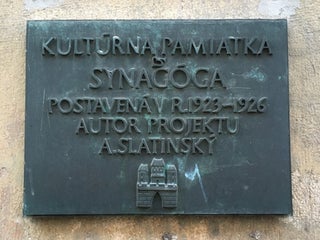 KULTÚRNA PAMIATKA
SYNAGÓGA
POSTAVENÁ V R. 1923-1926
AUTOR PROJEKTU
A. SLATINSKÝ